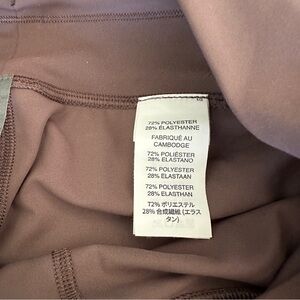 72% POLYESTER
28% ÉLASTHANNE
FABRIQUÉ AU
CAMBODGE
72% POLIÉSTER
28% ELASTANO
72% POLYESTER
28% ELASTAAN
72% POLYESTER
28% ELASTHAN
72% ポリエステル
28% 合成繊維 (エラス
タン)